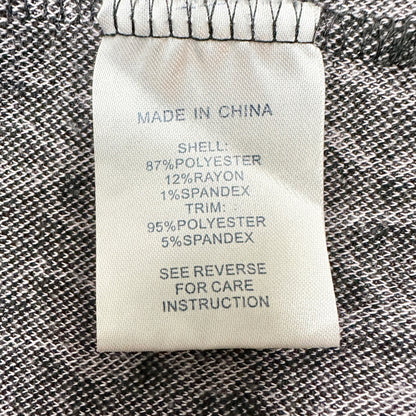 MADE IN CHINA
SHELL:
87%POLYESTER
12%RAYON
1%SPANDEX
TRIM:
95%POLYESTER
5%SPANDEX
SEE REVERSE
FOR CARE
INSTRUCTION